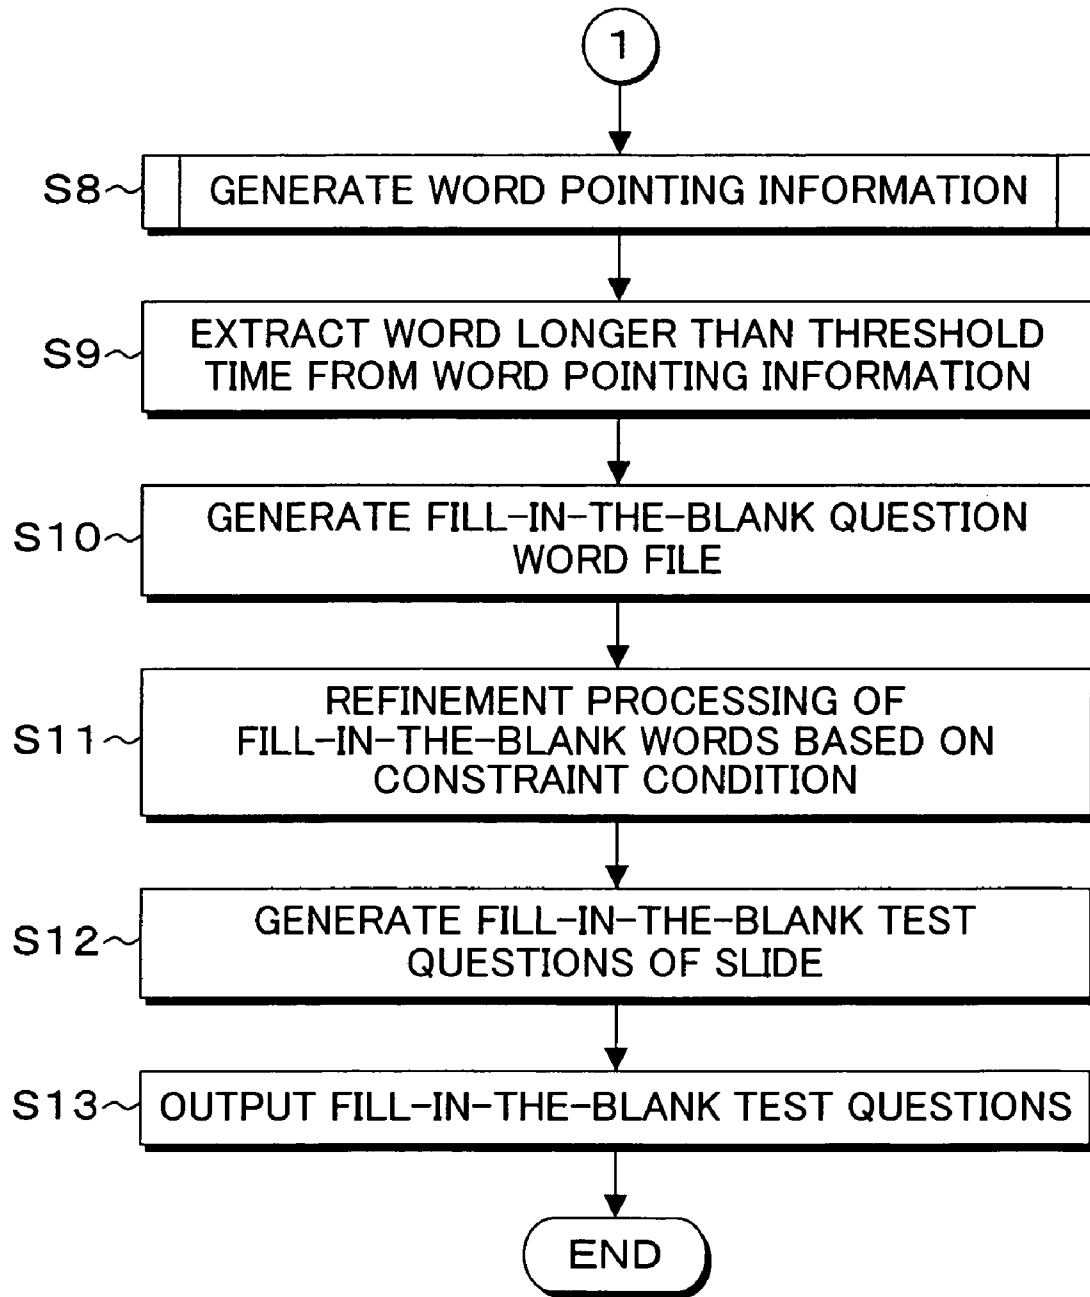 1
S8 GENERATE WORD POINTING INFORMATION
S9 EXTRACT WORD LONGER THAN THRESHOLD
TIME FROM WORD POINTING INFORMATION
S10 GENERATE FILL-IN-THE-BLANK QUESTION
WORD FILE
S11 REFINEMENT PROCESSING OF
FILL-IN-THE-BLANK WORDS BASED ON
CONSTRAINT CONDITION
S12 GENERATE FILL-IN-THE-BLANK TEST
QUESTIONS OF SLIDE
S13 OUTPUT FILL-IN-THE-BLANK TEST QUESTIONS
END